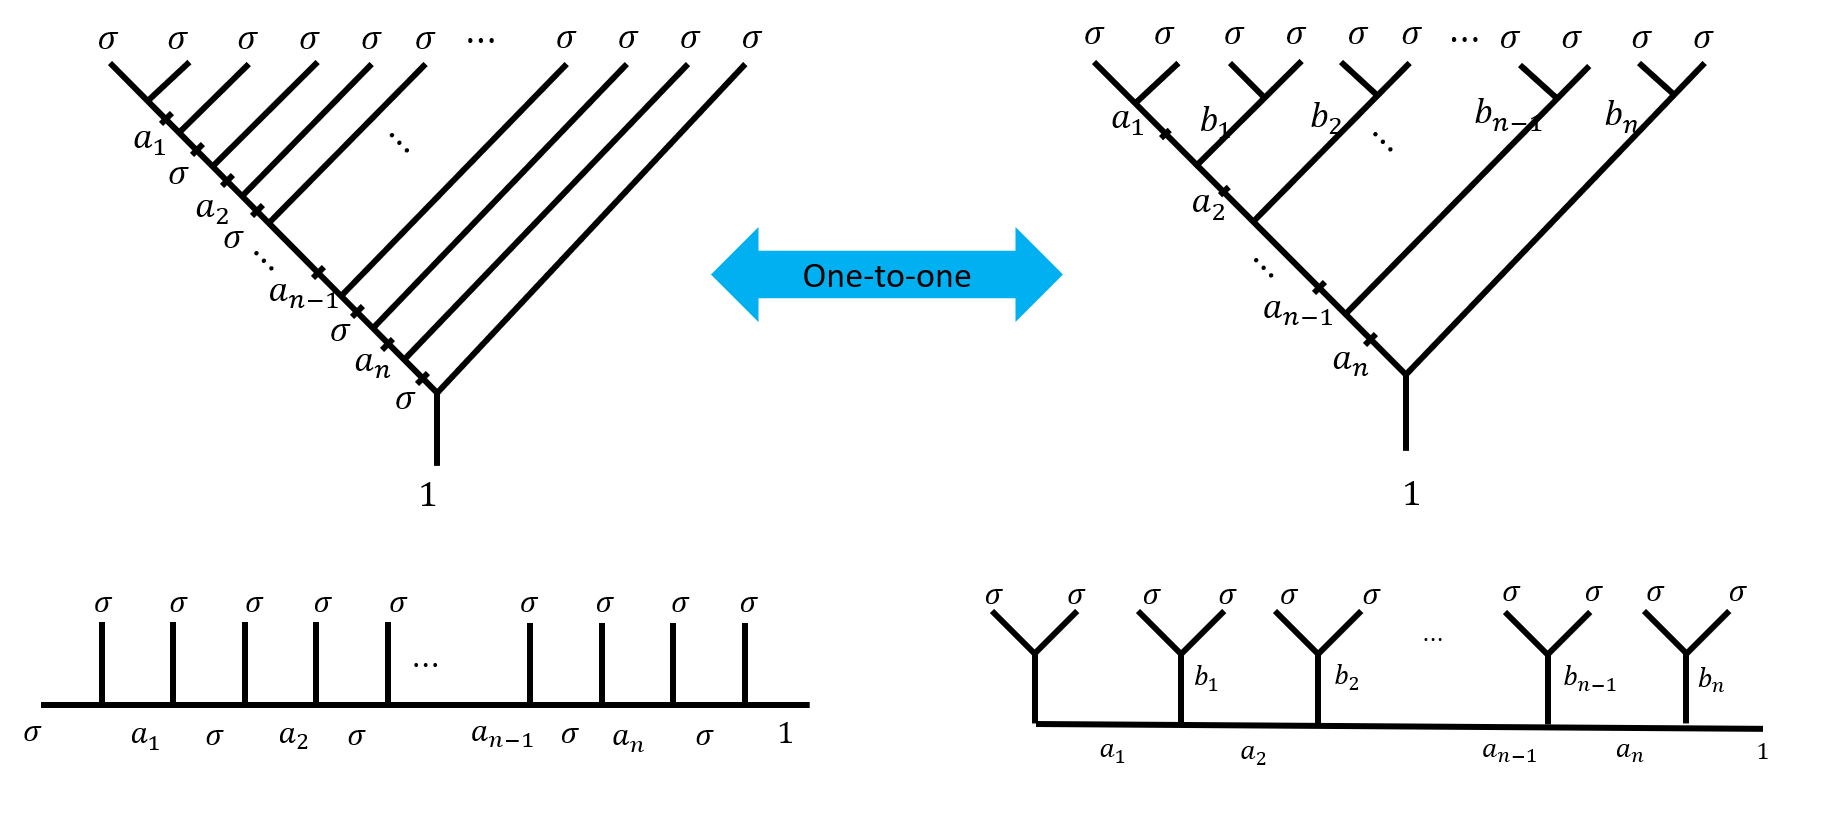 σ σ σ σ σ σ ⋯ σ σ σ σ
a₁
σ
a₂
σ
⋱
⋱
aₙ₋₁
σ
aₙ
σ
1
One-to-one
σ σ σ σ σ σ ⋯ σ σ σ σ
a₁ b₁ b₂ bₙ₋₁ bₙ
⋱
a₂
⋱
aₙ₋₁
aₙ
1
σ σ σ σ σ σ σ σ σ
⋯
σ a₁ σ a₂ σ aₙ₋₁ σ aₙ σ 1
σ σ σ σ σ σ σ σ σ σ
⋯
b₁ b₂ bₙ₋₁ bₙ
a₁ a₂ aₙ₋₁ aₙ 1